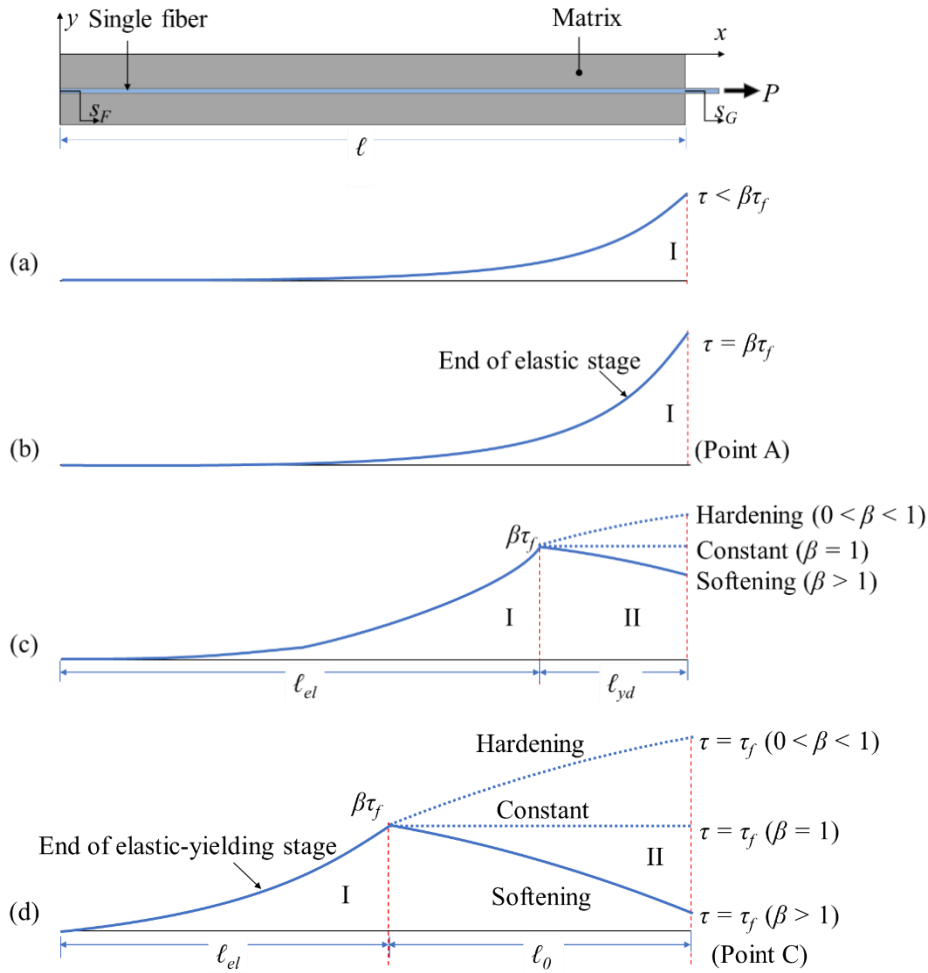 y Single fiber Matrix x
P
s_F s_G
ℓ
τ < βτ_f
(a) I
End of elastic stage τ = βτ_f
I
(b) (Point A)
Hardening (0 < β < 1)
βτ_f Constant (β = 1)
Softening (β > 1)
I II
(c)
ℓ_el ℓ_yd
Hardening τ = τ_f (0 < β < 1)
βτ_f Constant
End of elastic-yielding stage τ = τ_f (β = 1)
II
I Softening
(d) τ = τ_f (β > 1)
ℓ_el ℓ_0 (Point C)